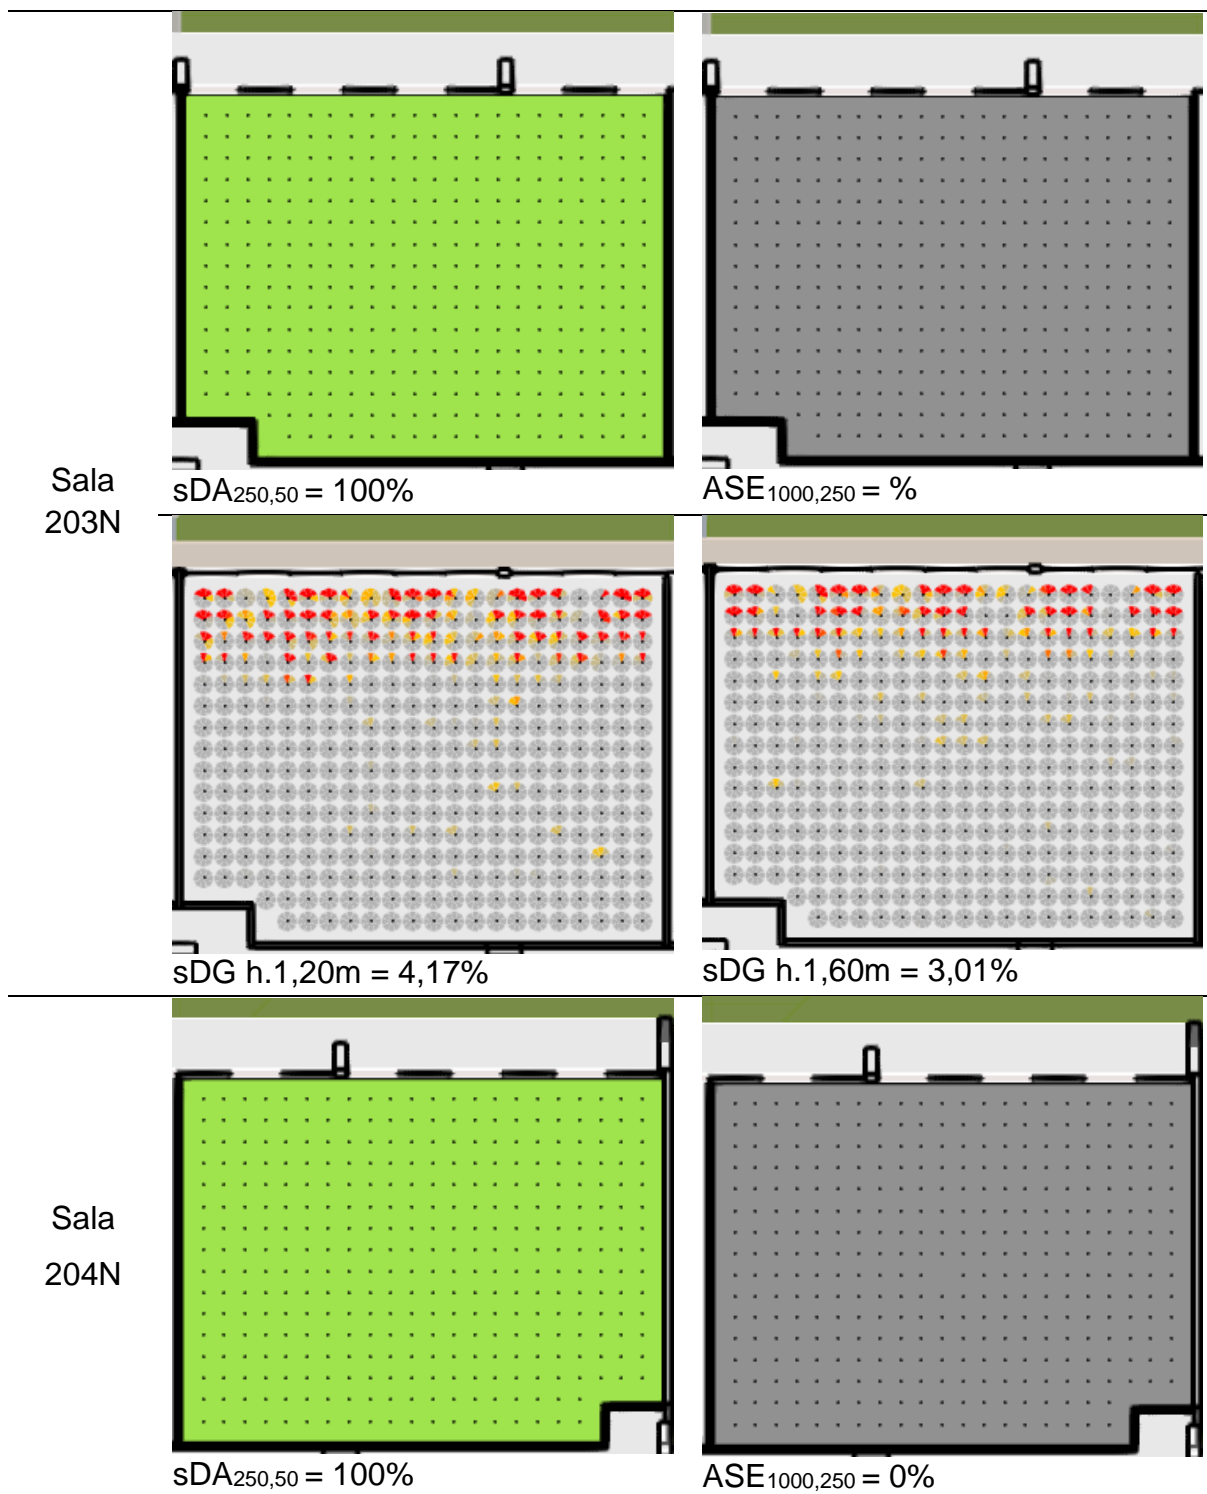 Sala
203N
sDA250,50 = 100%
ASE1000,250 = %
sDG h.1,20m = 4,17%
sDG h.1,60m = 3,01%
Sala
204N
sDA250,50 = 100%
ASE1000,250 = 0%